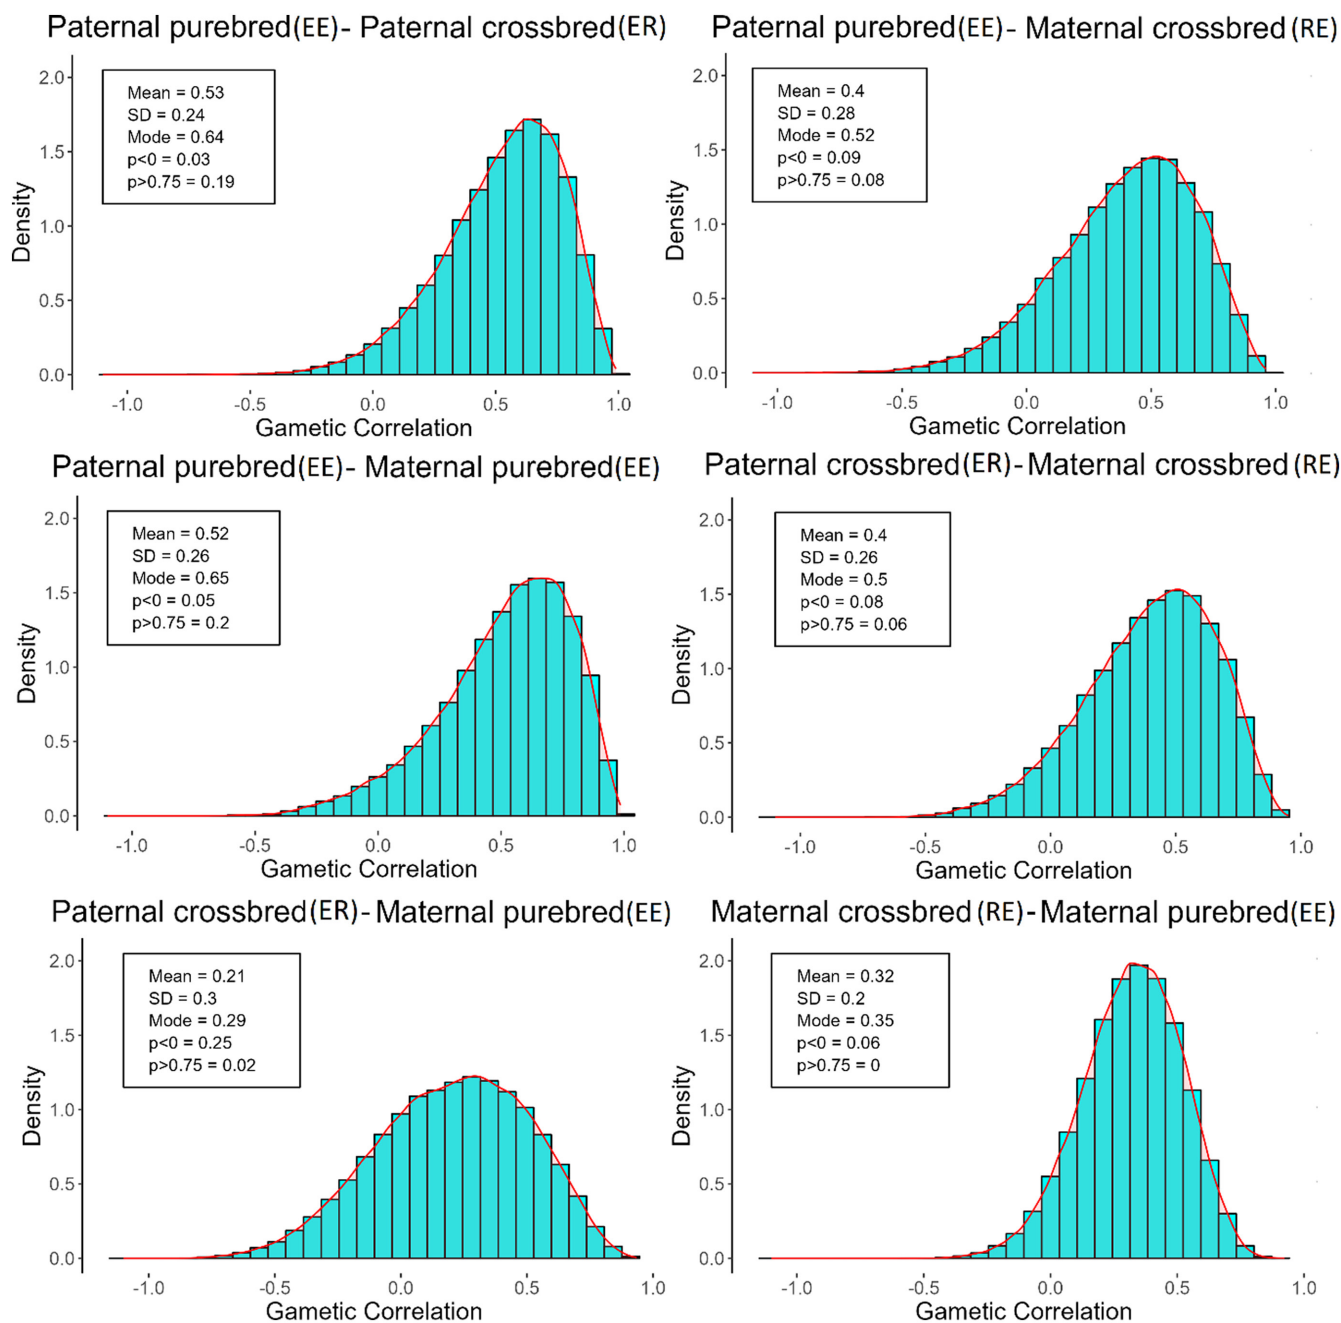 Paternal purebred(EE)- Paternal crossbred(ER)
2.0
1.5
1.0
0.5
0.0
Density
Mean = 0.53
SD = 0.24
Mode = 0.64
p<0 = 0.03
p>0.75 = 0.19
-1.0 -0.5 0.0 0.5 1.0
Gametic Correlation
Paternal purebred(EE)- Maternal crossbred(RE)
2.0
1.5
1.0
0.5
0.0
Density
Mean = 0.4
SD = 0.28
Mode = 0.52
p<0 = 0.09
p>0.75 = 0.08
-1.0 -0.5 0.0 0.5 1.0
Gametic Correlation
Paternal purebred(EE)- Maternal purebred(EE)
2.0
1.5
1.0
0.5
0.0
Density
Mean = 0.52
SD = 0.26
Mode = 0.65
p<0 = 0.05
p>0.75 = 0.2
-1.0 -0.5 0.0 0.5 1.0
Gametic Correlation
Paternal crossbred(ER)-Maternal crossbred(RE)
2.0
1.5
1.0
0.5
0.0
Density
Mean = 0.4
SD = 0.26
Mode = 0.5
p<0 = 0.08
p>0.75 = 0.06
-1.0 -0.5 0.0 0.5 1.0
Gametic Correlation
Paternal crossbred(ER)- Maternal purebred(EE)
2.0
1.5
1.0
0.5
0.0
Density
Mean = 0.21
SD = 0.3
Mode = 0.29
p<0 = 0.25
p>0.75 = 0.02
-1.0 -0.5 0.0 0.5 1.0
Gametic Correlation
Maternal crossbred(RE)-Maternal purebred(EE)
2.0
1.5
1.0
0.5
0.0
Density
Mean = 0.32
SD = 0.2
Mode = 0.35
p<0 = 0.06
p>0.75 = 0
-1.0 -0.5 0.0 0.5 1.0
Gametic Correlation